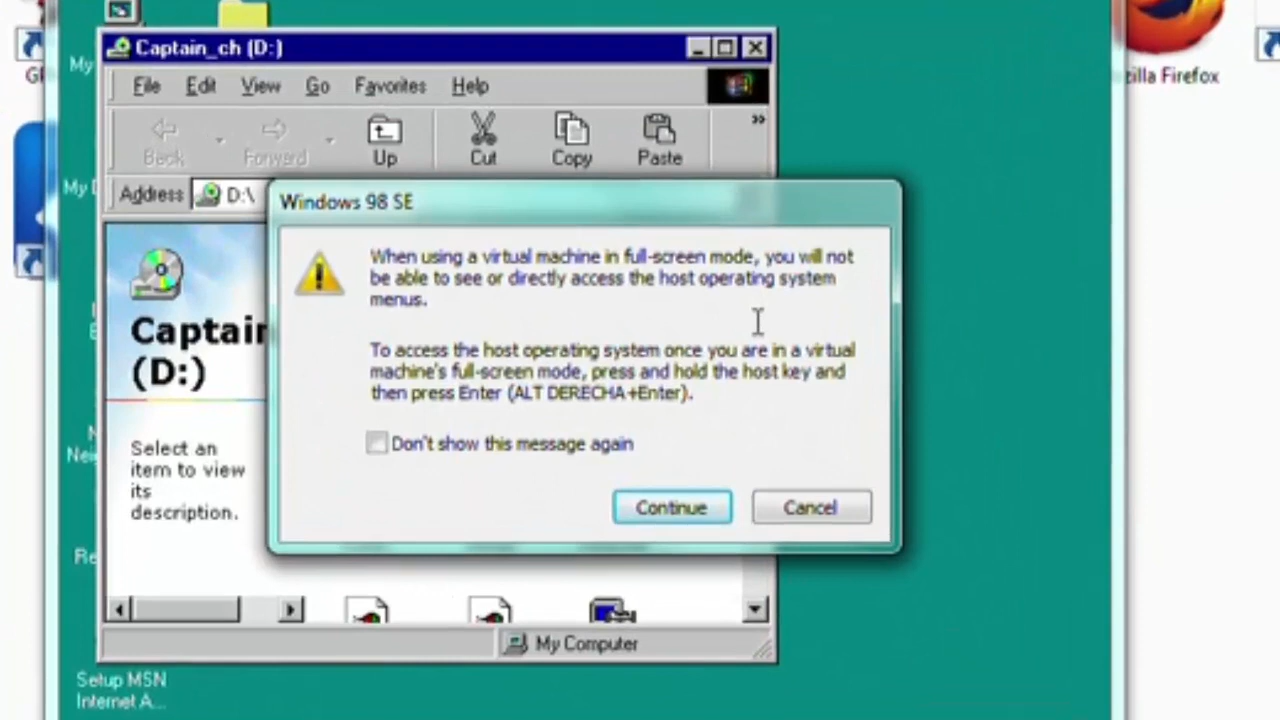 Captain_ch (D:)
File Edit View Go Favorites Help
zilla Firefox
Back Forward Up Cut Copy Paste
Address D:\
Windows 98 SE
When using a virtual machine in full-screen mode, you will not
be able to see or directly access the host operating system
menus.
To access the host operating system once you are in a virtual
machine's full-screen mode, press and hold the host key and
then press Enter (ALT DERECHA+Enter).
Don't show this message again
Continue Cancel
Captain
(D:)
Select an
item to view
its
description.
My Computer
My
My
Re
Setup MSN
Internet A...